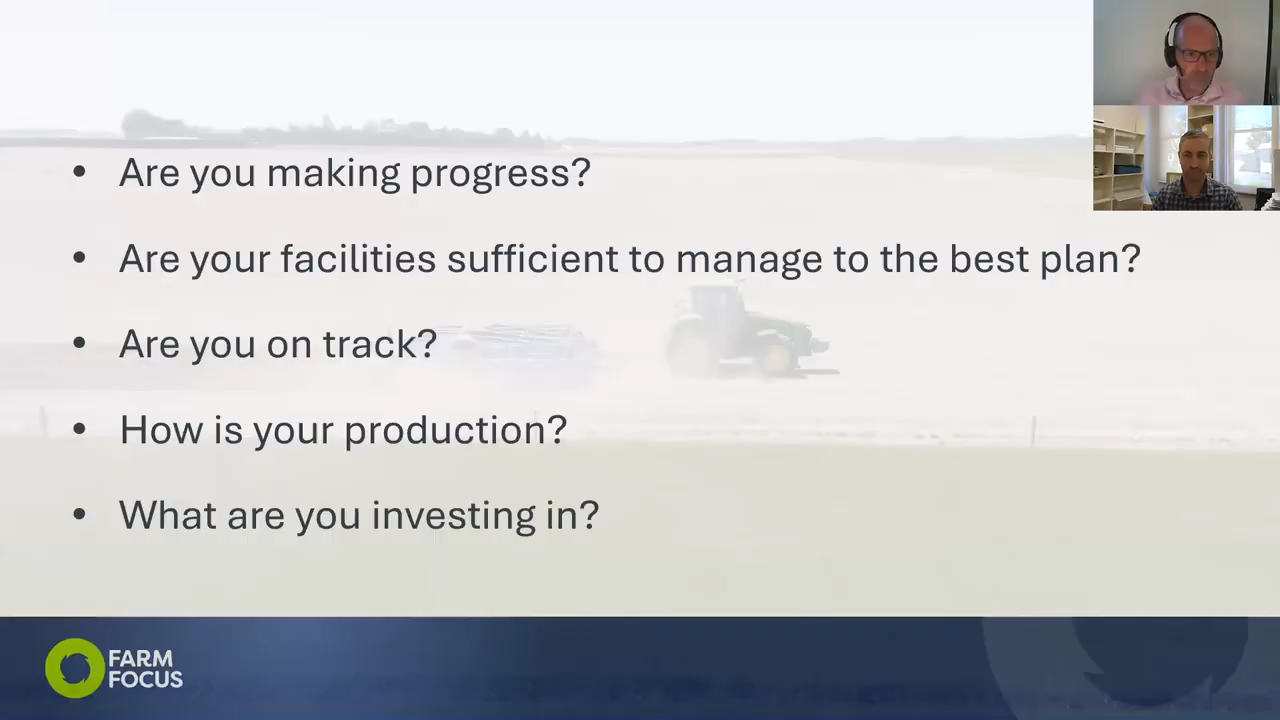 • Are you making progress?
• Are your facilities sufficient to manage to the best plan?
• Are you on track?
• How is your production?
• What are you investing in?
FARM
FOCUS